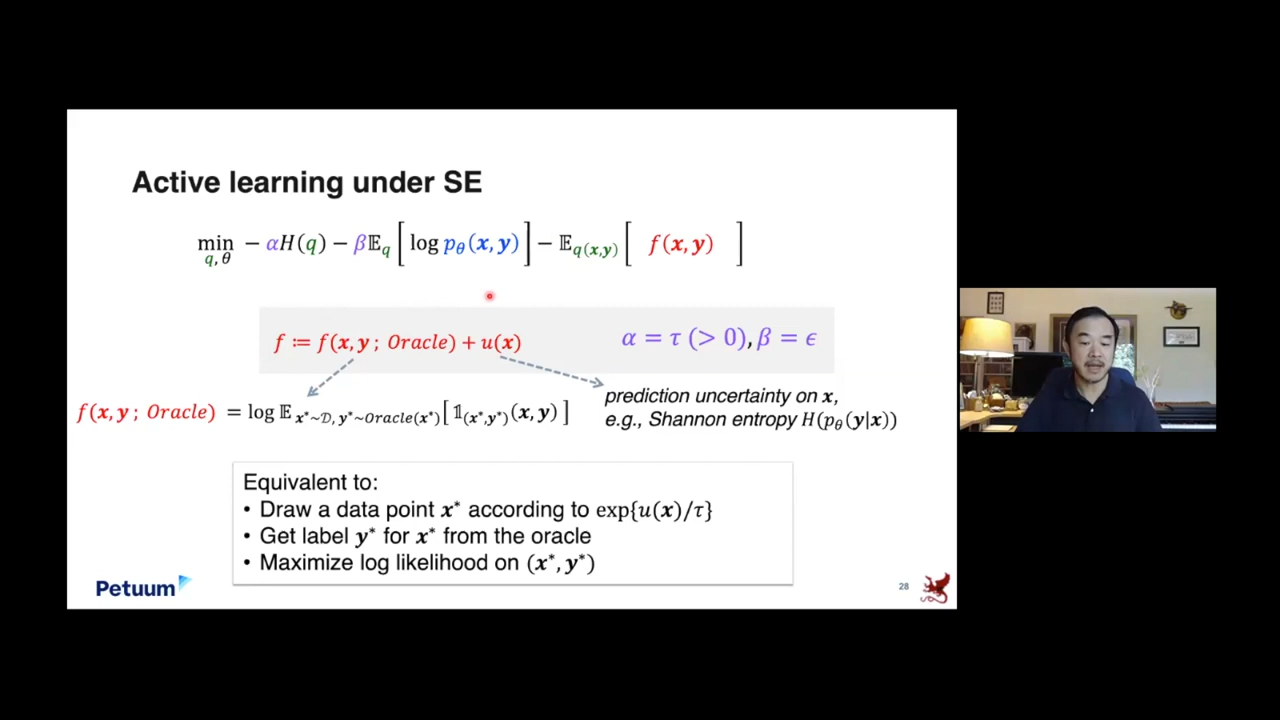 Active learning under SE
min − αH(q) − β𝔼_q [ log p_θ(x, y) ] − 𝔼_{q(x,y)} [ f(x, y) ]
q, θ
f ≔ f(x, y ; Oracle) + u(x)
α = τ (> 0), β = ϵ
f(x, y ; Oracle) = log 𝔼_{x*~𝒟, y*~Oracle(x*)} [ 𝟙_{(x*,y*)}(x, y) ]
prediction uncertainty on x,
e.g., Shannon entropy H(p_θ(y|x))
Equivalent to:
• Draw a data point x* according to exp{u(x)/τ}
• Get label y* for x* from the oracle
• Maximize log likelihood on (x*, y*)
Petuum
28